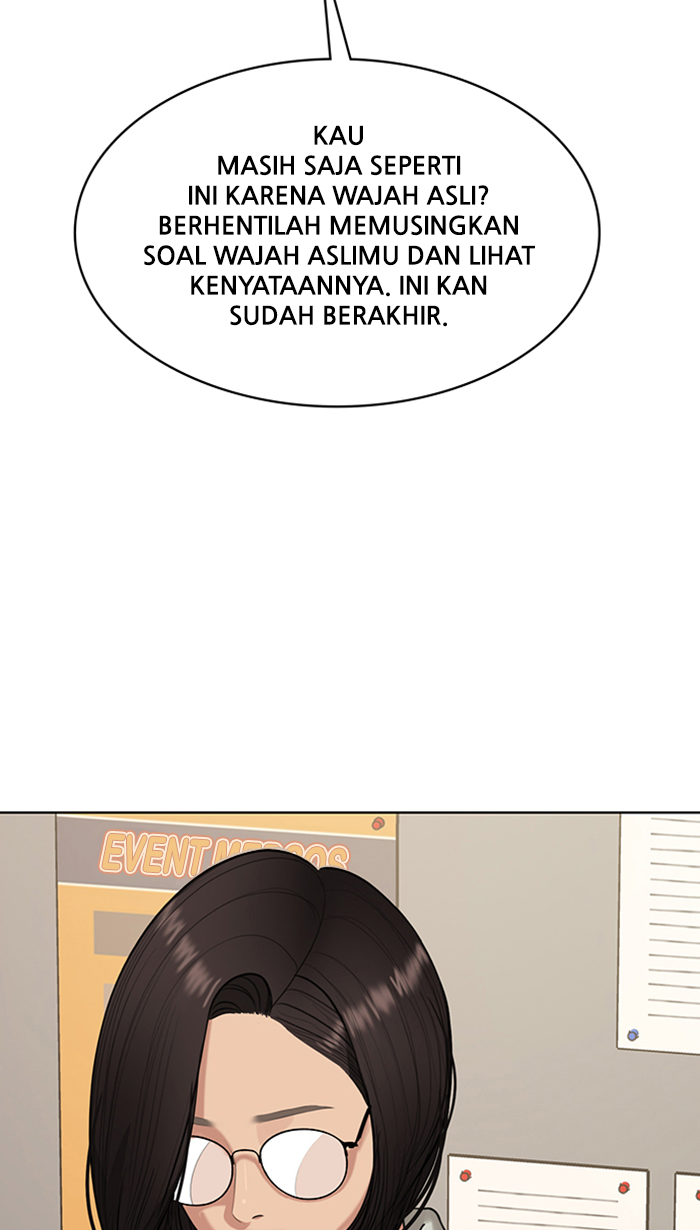 KAU
MASIH SAJA SEPERTI
INI KARENA WAJAH ASLI?
BERHENTILAH MEMUSINGKAN
SOAL WAJAH ASLIMU DAN LIHAT
KENYATAANNYA. INI KAN
SUDAH BERAKHIR.
EVENT